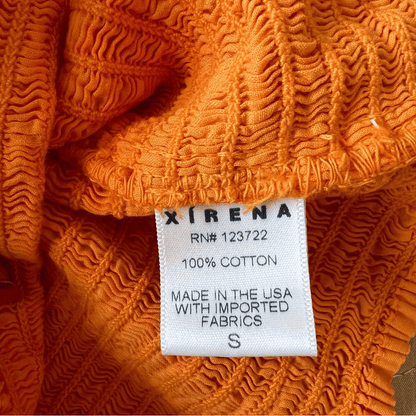 XIRENA
RN# 123722
100% COTTON
MADE IN THE USA
WITH IMPORTED
FABRICS
S